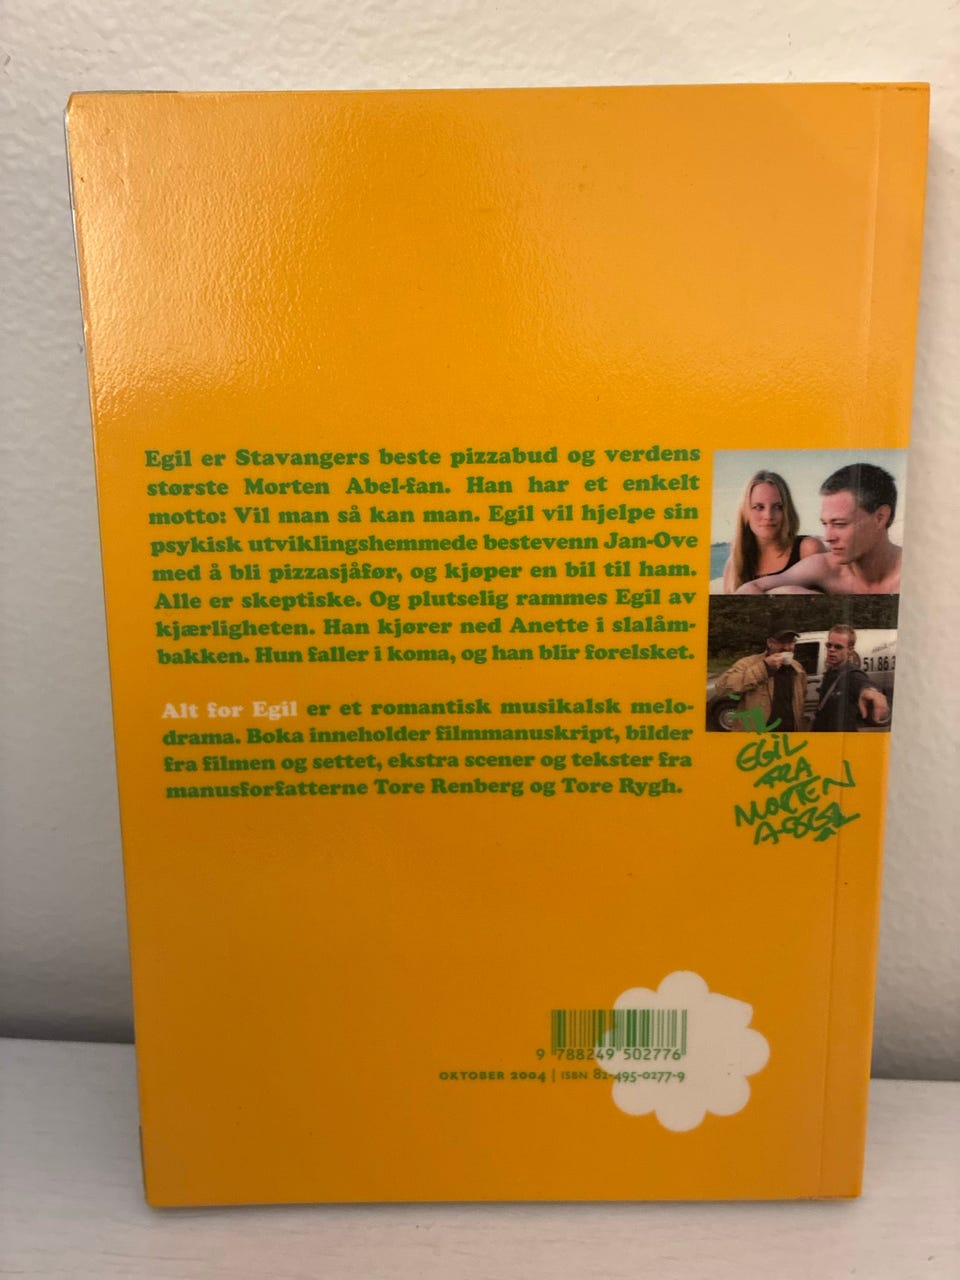 Egil er Stavangers beste pizzabud og verdens
største Morten Abel-fan. Han har et enkelt
motto: Vil man så kan man. Egil vil hjelpe sin
psykisk utviklingshemmede bestevenn Jan-Ove
med å bli pizzasjåfør, og kjøper en bil til ham.
Alle er skeptiske. Og plutselig rammes Egil av
kjærligheten. Han kjører ned Anette i slalåm-
bakken. Hun faller i koma, og han blir forelsket.
Alt for Egil er et romantisk musikalsk melo-
drama. Boka inneholder filmmanuskript, bilder
fra filmen og settet, ekstra scener og tekster fra
manusforfatterne Tore Renberg og Tore Rygh.
51 86 3
TIL
EGIL
FRA
MORTEN
ABEL
9 788249 502776
OKTOBER 2004 | ISBN 82-495-0277-9